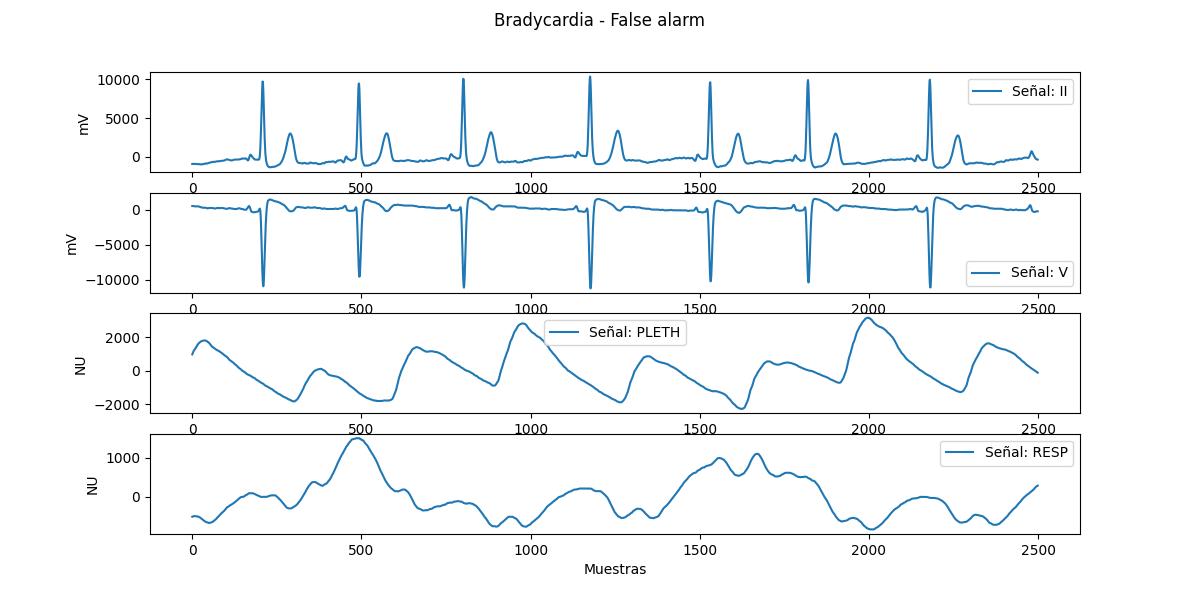 Bradycardia - False alarm
10000
5000
0
mV
Señal: II
0 500 1000 1500 2000 2500
0
−5000
−10000
mV
Señal: V
0 500 1000 1500 2000 2500
2000
0
−2000
NU
Señal: PLETH
0 500 1000 1500 2000 2500
1000
0
NU
Señal: RESP
0 500 1000 1500 2000 2500
Muestras